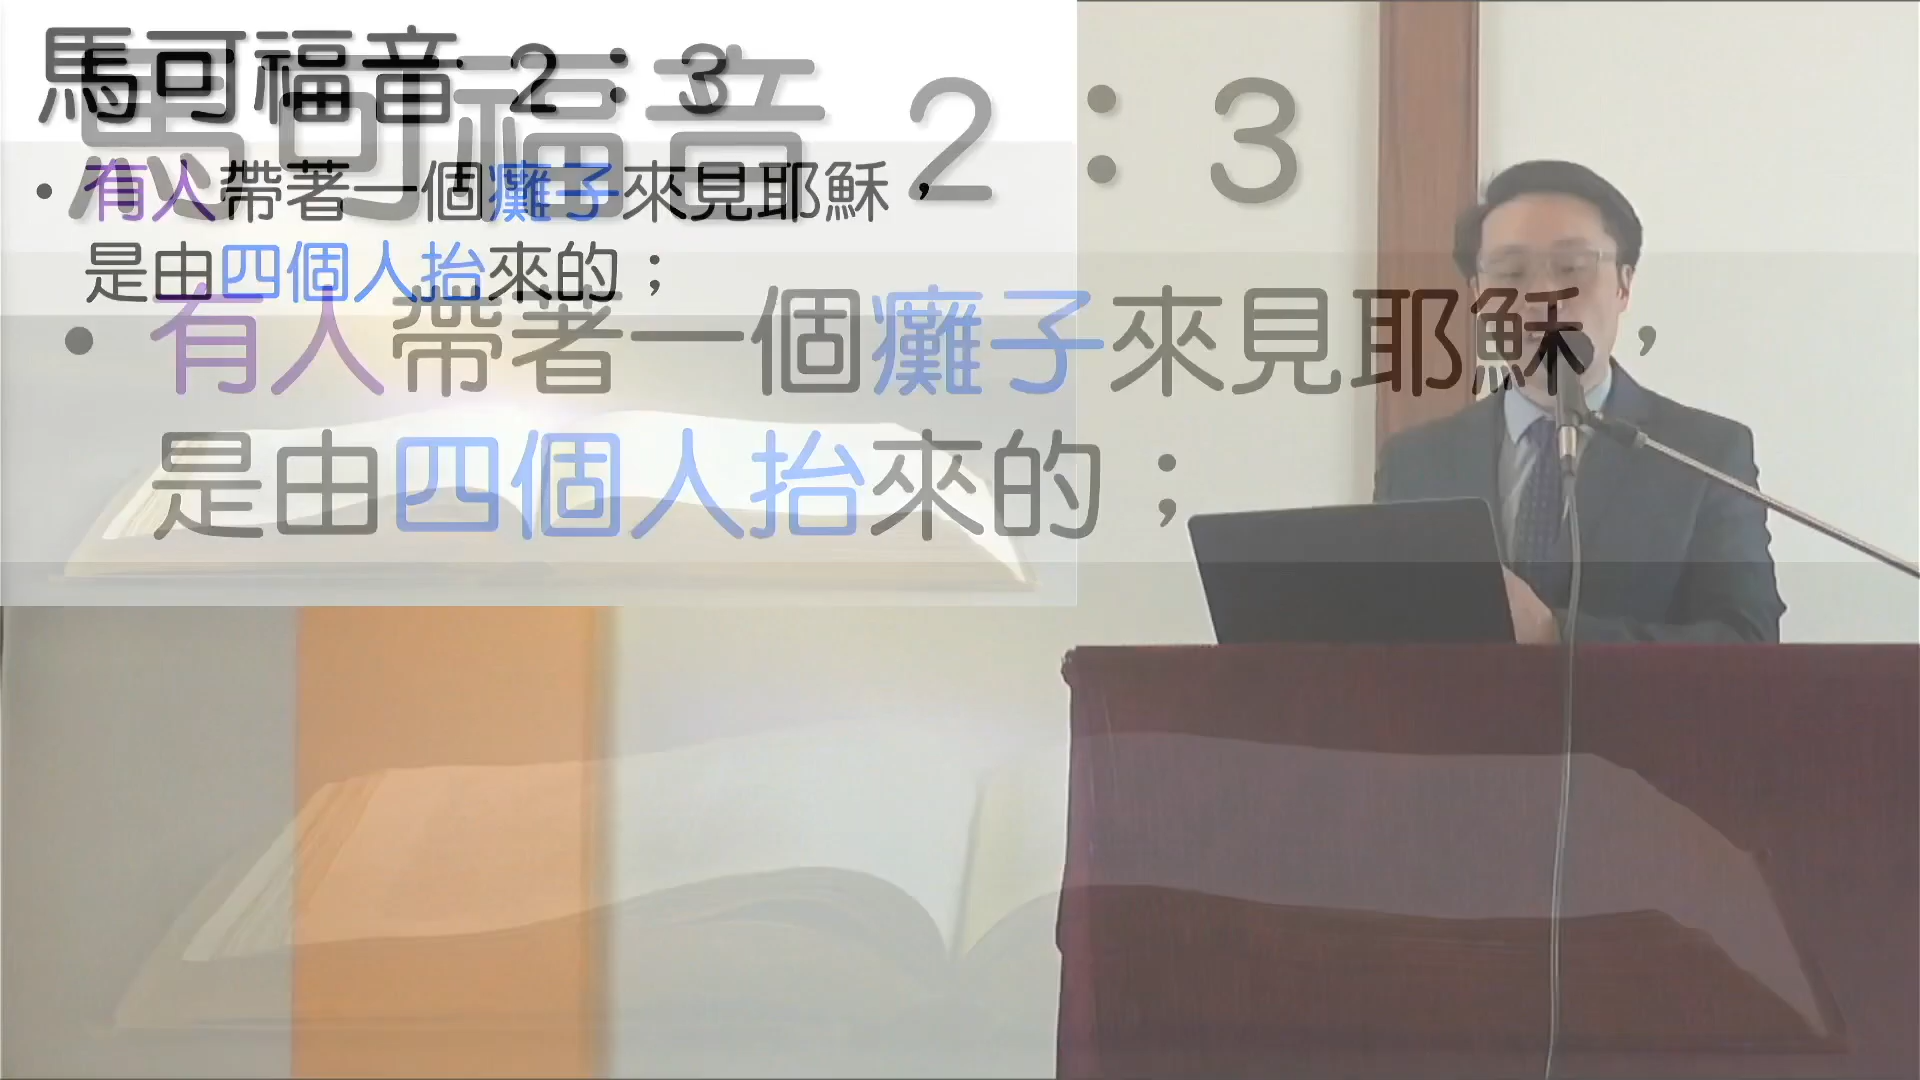 馬可福音 2：3
• 有人帶著一個癱子來見耶穌，
是由四個人抬來的；
馬可福音 2：3
• 有人帶著一個癱子來見耶穌，
是由四個人抬來的；